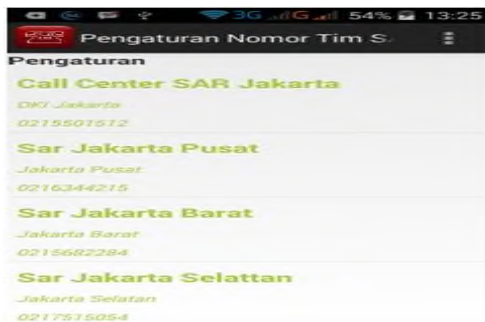 3G G 54% 13:25
Pengaturan Nomor Tim S
Pengaturan
Call Center SAR Jakarta
DKI Jakarta
0215501512
Sar Jakarta Pusat
Jakarta Pusat
0216344215
Sar Jakarta Barat
Jakarta Barat
0215682284
Sar Jakarta Selattan
Jakarta Selatan
0217515054